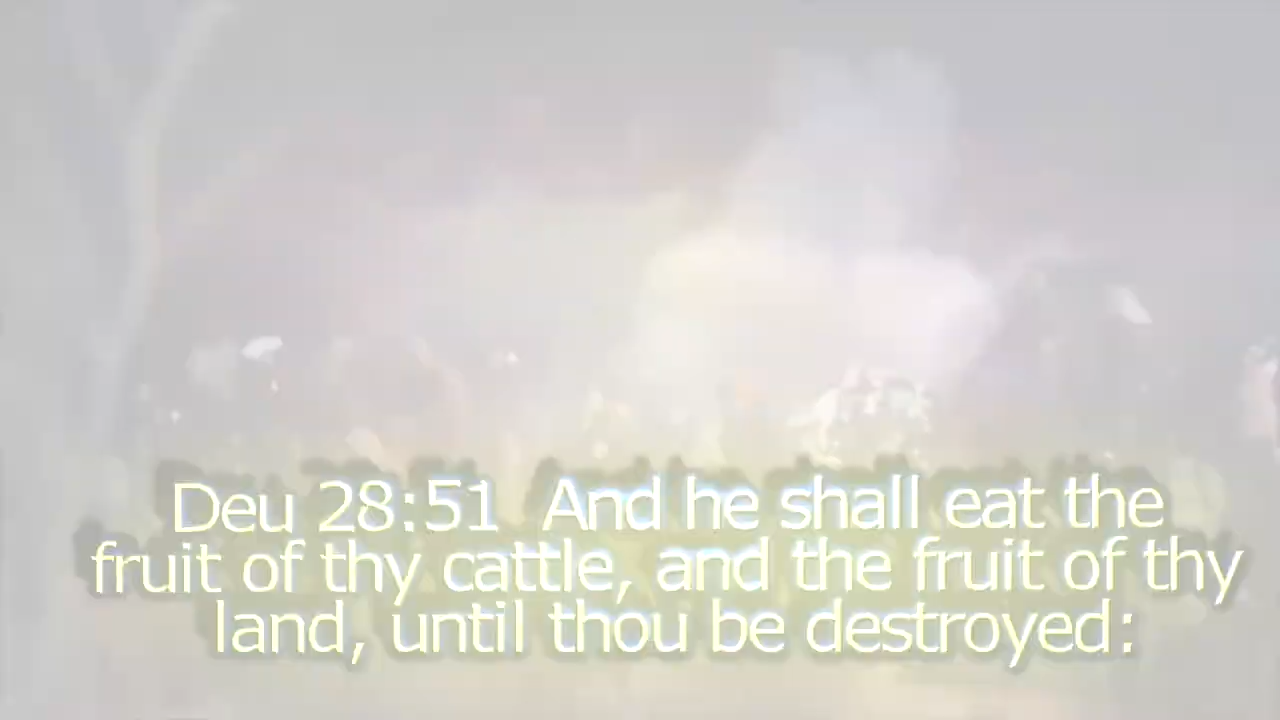 Deu 28:51  And he shall eat the
fruit of thy cattle, and the fruit of thy
land, until thou be destroyed: